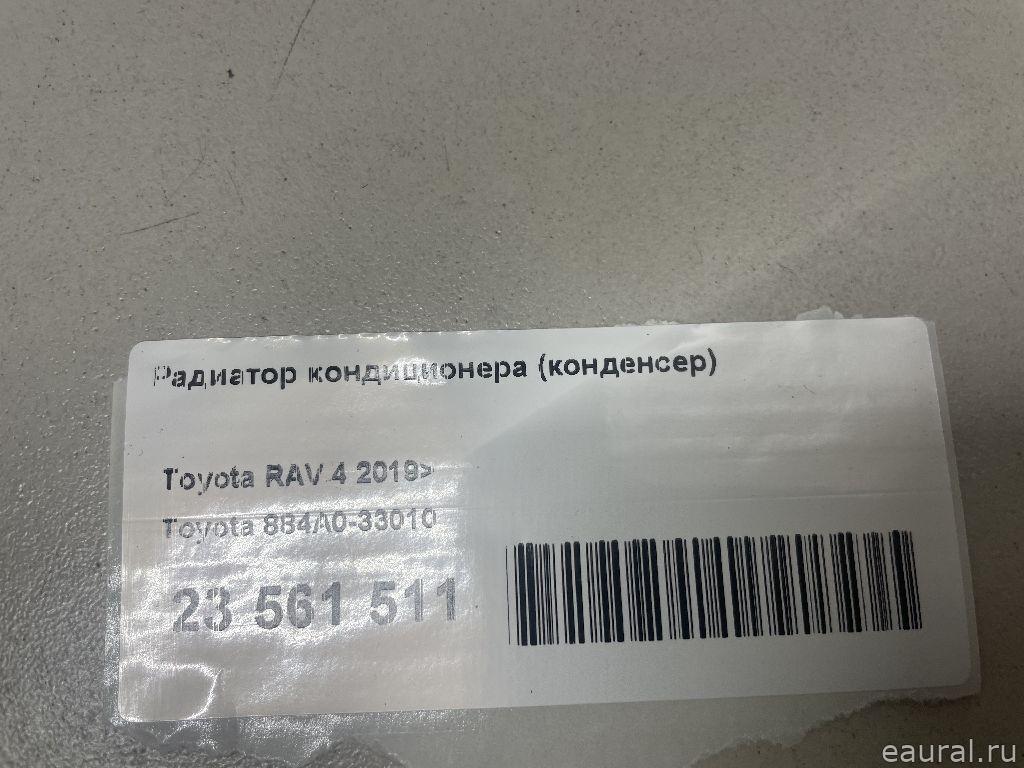 Радиатор кондиционера (конденсер)
Toyota RAV 4 2019>
Toyota 884A0-33010
23 561 511
eaural.ru